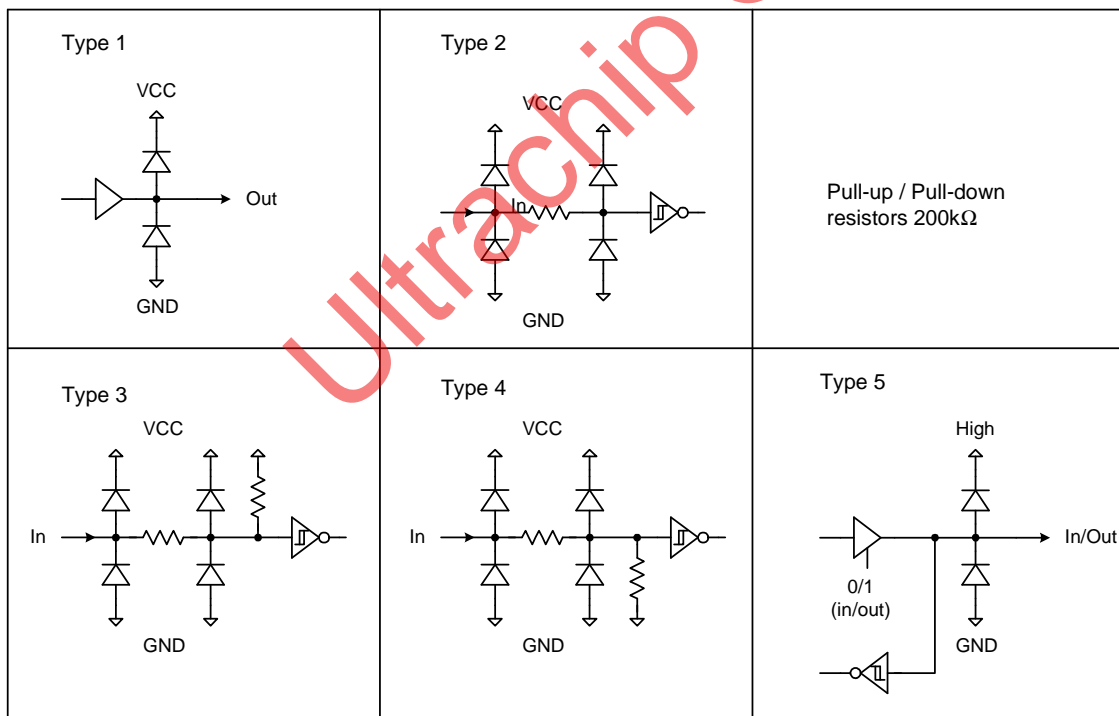 Type 1
VCC
Out
GND
Type 2
VCC
In
GND
Pull-up / Pull-down
resistors 200kΩ
Type 3
VCC
In
GND
Type 4
VCC
In
GND
Type 5
High
In/Out
0/1
(in/out)
GND
Ultrachip